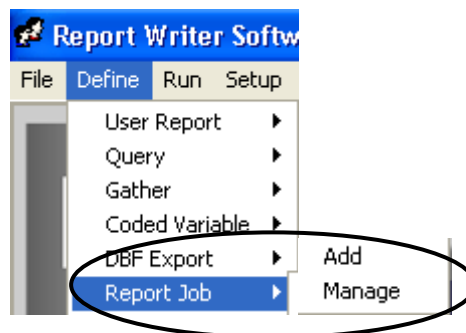 Report Writer Softw
File Define Run Setup
User Report
Query
Gather
Coded Variable
DBF Export
Add
Report Job
Manage